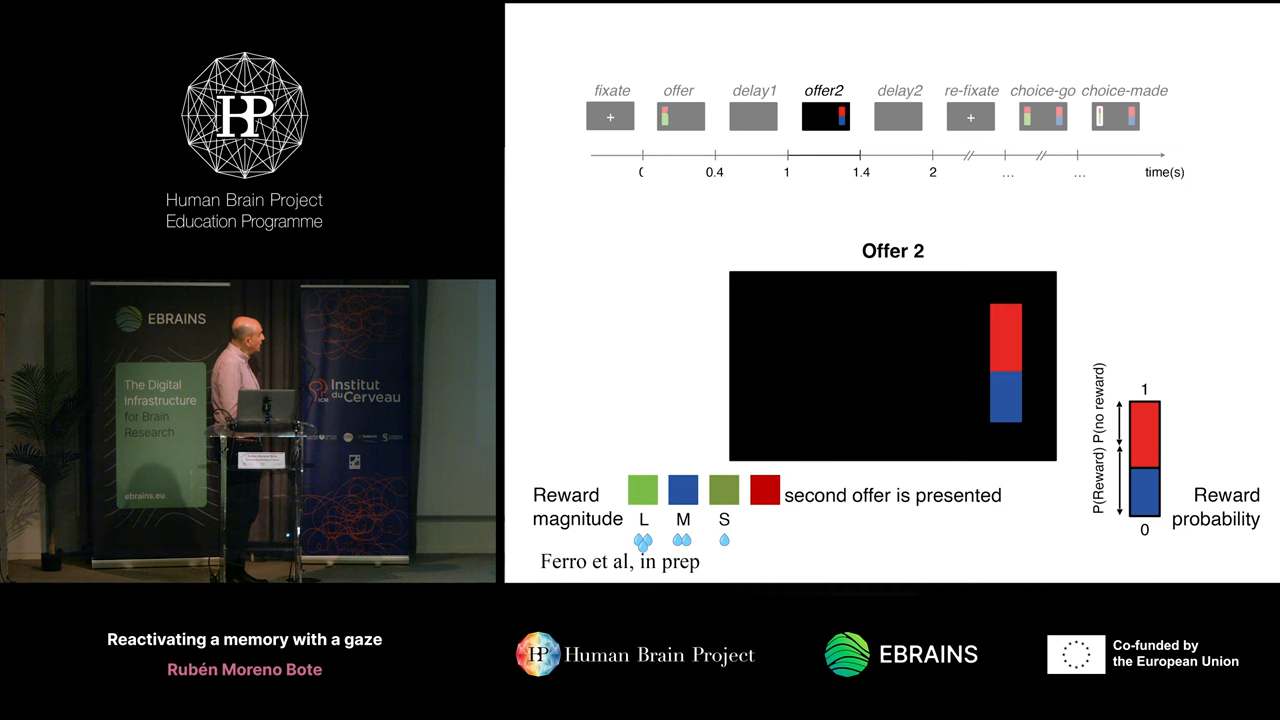 HP
Human Brain Project
Education Programme
EBRAINS
The Digital
Infrastructure
for Brain
Research
ebrains.eu
ICM
Institut
du Cerveau
fixate
offer
delay1
offer2
delay2
re-fixate
choice-go
choice-made
0
0.4
1
1.4
2
...
...
time(s)
Offer 2
Reward
magnitude
L
M
S
second offer is presented
P(Reward)
P(no reward)
1
0
Reward
probability
Ferro et al, in prep
Reactivating a memory with a gaze
Rubén Moreno Bote
HP
Human Brain Project
EBRAINS
Co-funded by
the European Union